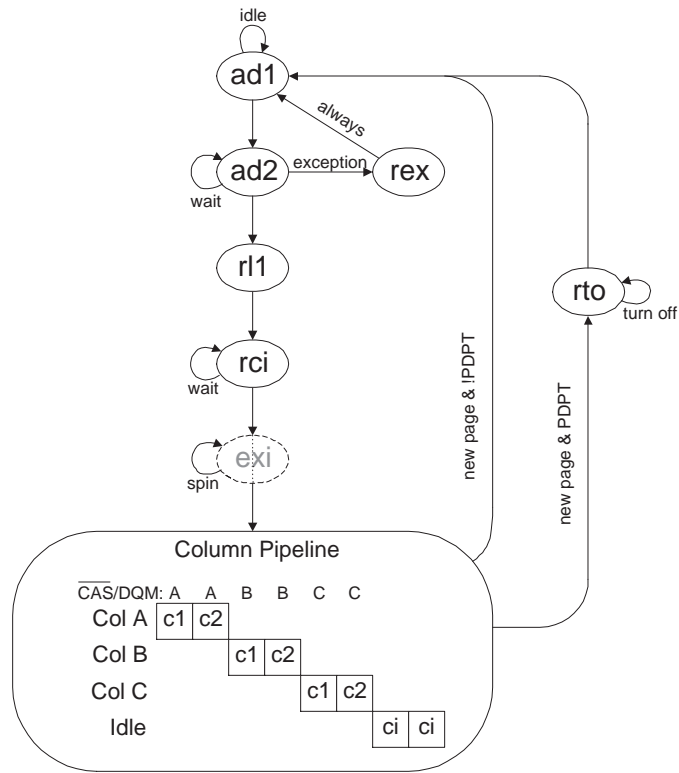 idle
ad1
always
ad2
exception
rex
wait
rl1
rto
turn off
rci
wait
new page & !PDPT
new page & PDPT
exi
spin
Column Pipeline
CAS/DQM: A A B B C C
Col A c1 c2
Col B c1 c2
Col C c1 c2
Idle ci ci